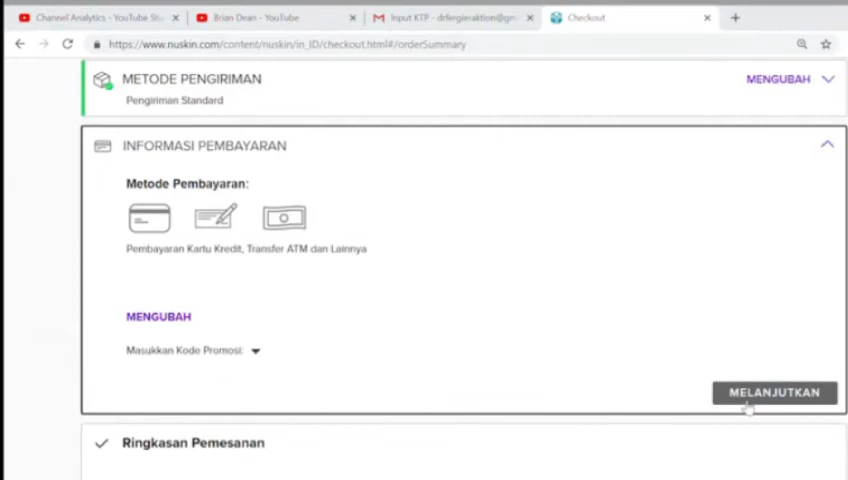 Channel Analytics - YouTube Stu
Brian Dean - YouTube
Input KTP - drfergieraktion@gm
Checkout
https://www.nuskin.com/content/nuskin/in_ID/checkout.html#/orderSummary
METODE PENGIRIMAN
MENGUBAH
Pengiriman Standard
INFORMASI PEMBAYARAN
Metode Pembayaran:
Pembayaran Kartu Kredit, Transfer ATM dan Lainnya
MENGUBAH
Masukkan Kode Promosi:
MELANJUTKAN
Ringkasan Pemesanan